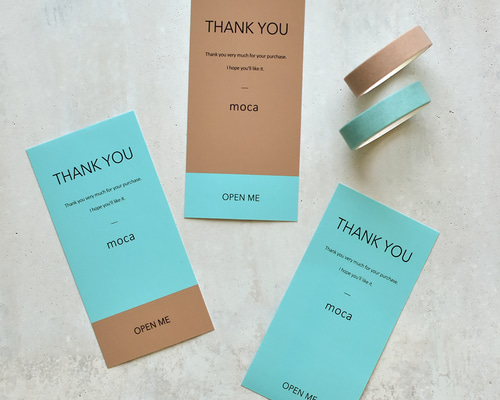 THANK YOU
Thank you very much for your purchase.
I hope you'll like it.
—
moca
OPEN ME
THANK YOU
Thank you very much for your purchase.
I hope you'll like it.
—
moca
OPEN ME
THANK YOU
Thank you very much for your purchase.
I hope you'll like it.
—
moca
OPEN ME